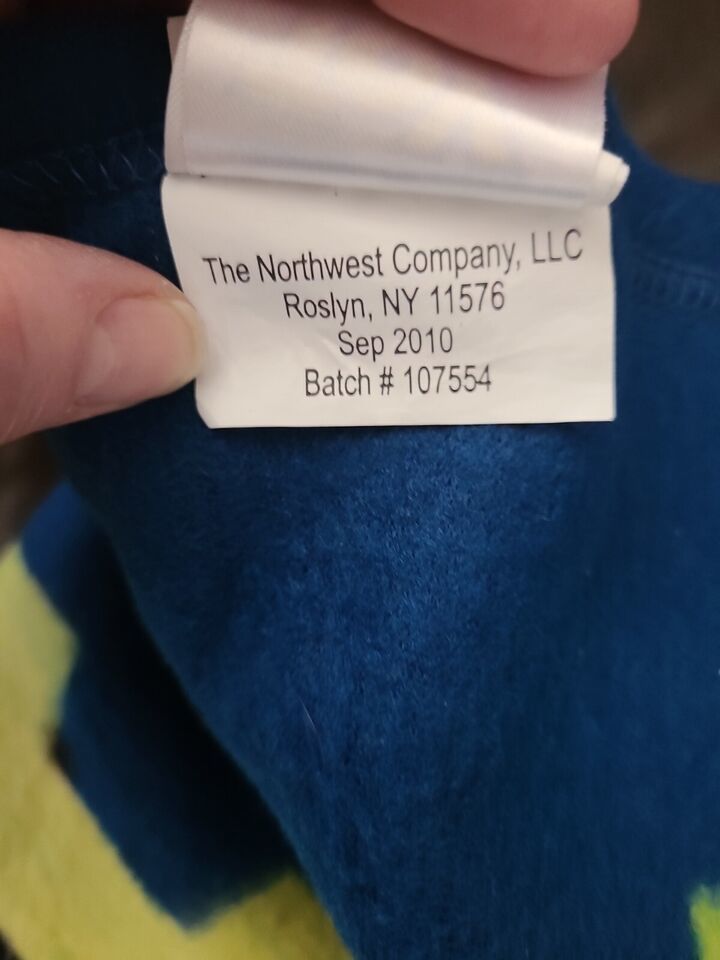 The Northwest Company, LLC
Roslyn, NY 11576
Sep 2010
Batch # 107554